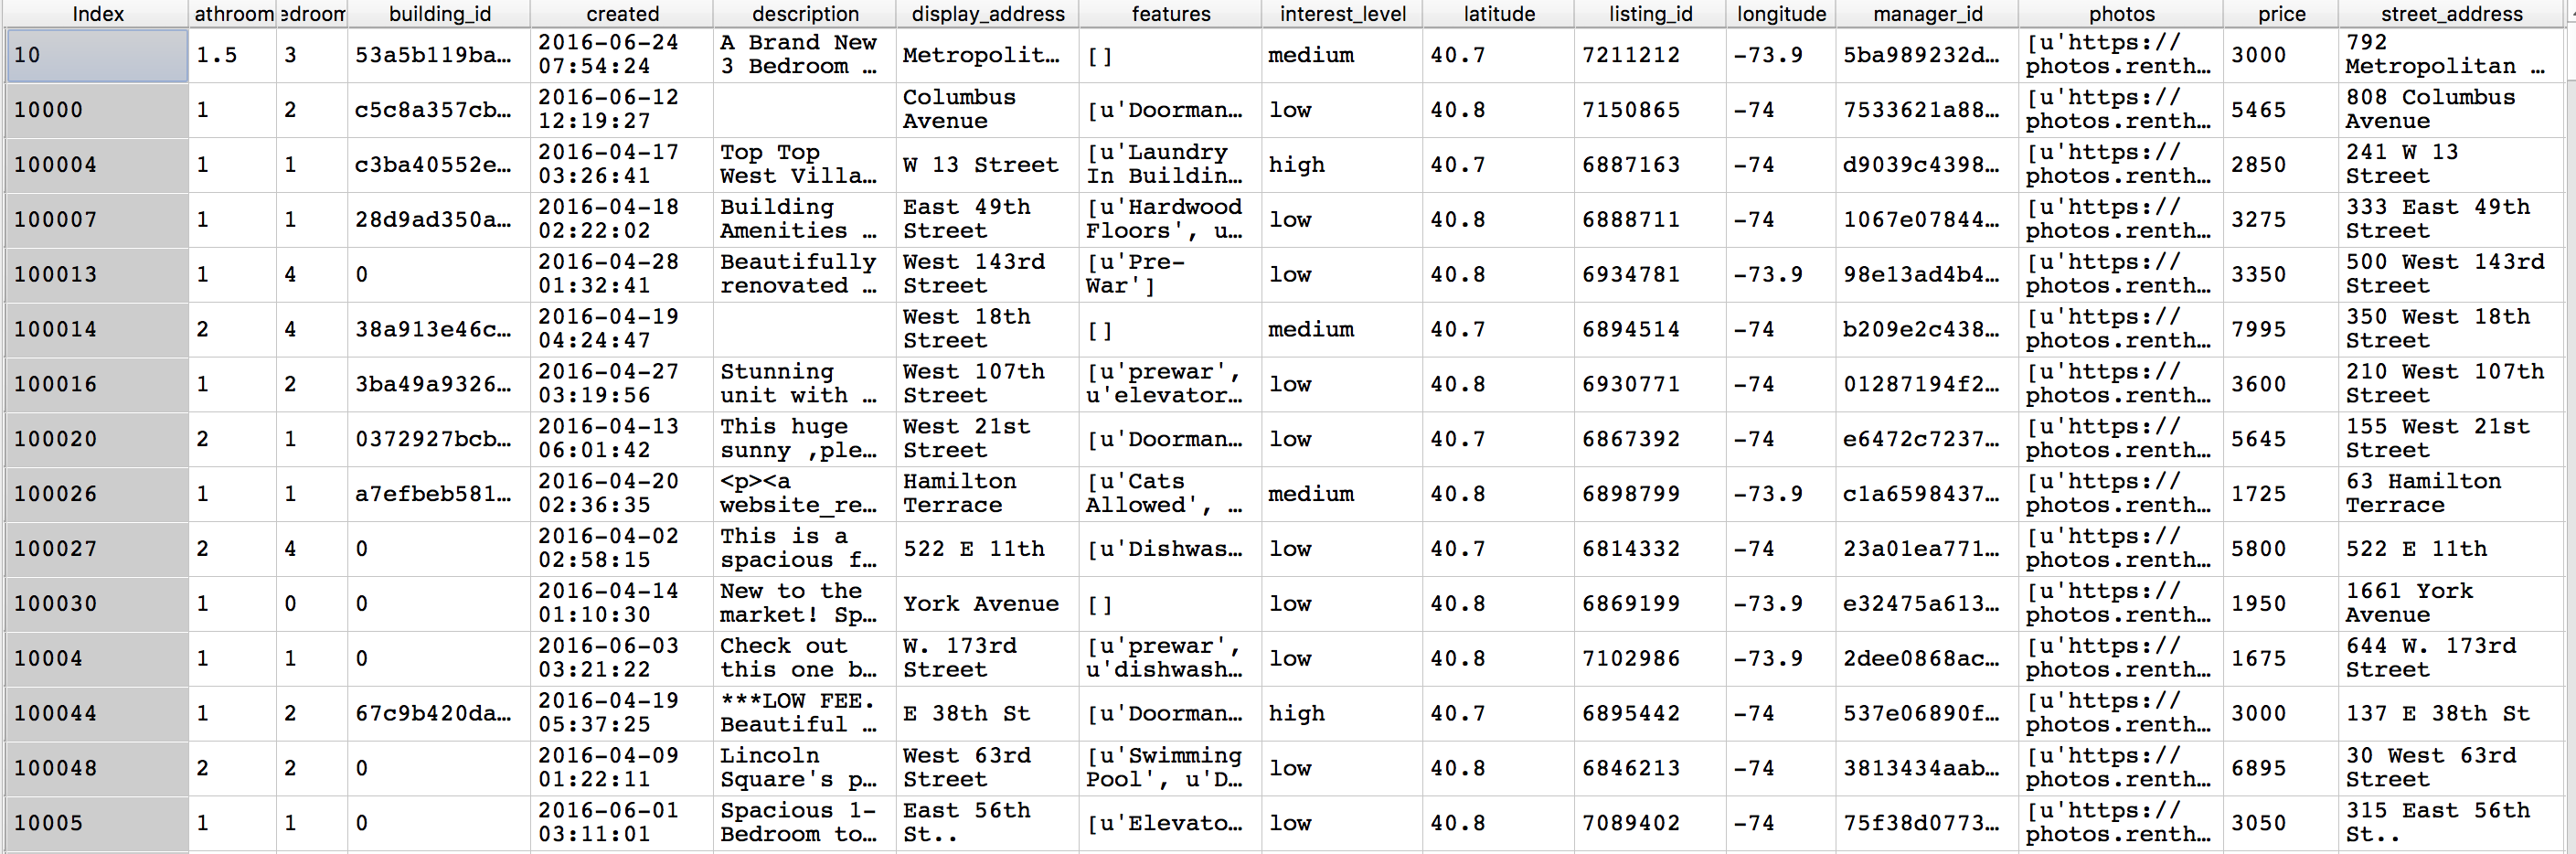 Index athroom edroom building_id created description display_address features interest_level latitude listing_id longitude manager_id photos price street_address
10 1.5 3 53a5b119ba… 2016-06-24 07:54:24 A Brand New 3 Bedroom … Metropolit… [] medium 40.7 7211212 -73.9 5ba989232d… [u'https://photos.renth… 3000 792 Metropolitan …
10000 1 2 c5c8a357cb… 2016-06-12 12:19:27 Columbus Avenue [u'Doorman… low 40.8 7150865 -74 7533621a88… [u'https://photos.renth… 5465 808 Columbus Avenue
100004 1 1 c3ba40552e… 2016-04-17 03:26:41 Top Top West Villa… W 13 Street [u'Laundry In Buildin… high 40.7 6887163 -74 d9039c4398… [u'https://photos.renth… 2850 241 W 13 Street
100007 1 1 28d9ad350a… 2016-04-18 02:22:02 Building Amenities … East 49th Street [u'Hardwood Floors', u… low 40.8 6888711 -74 1067e07844… [u'https://photos.renth… 3275 333 East 49th Street
100013 1 4 0 2016-04-28 01:32:41 Beautifully renovated … West 143rd Street [u'Pre-War'] low 40.8 6934781 -73.9 98e13ad4b4… [u'https://photos.renth… 3350 500 West 143rd Street
100014 2 4 38a913e46c… 2016-04-19 04:24:47 West 18th Street [] medium 40.7 6894514 -74 b209e2c438… [u'https://photos.renth… 7995 350 West 18th Street
100016 1 2 3ba49a9326… 2016-04-27 03:19:56 Stunning unit with … West 107th Street [u'prewar', u'elevator… low 40.8 6930771 -74 01287194f2… [u'https://photos.renth… 3600 210 West 107th Street
100020 2 1 0372927bcb… 2016-04-13 06:01:42 This huge sunny ,ple… West 21st Street [u'Doorman… low 40.7 6867392 -74 e6472c7237… [u'https://photos.renth… 5645 155 West 21st Street
100026 1 1 a7efbeb581… 2016-04-20 02:36:35 <p><a website_re… Hamilton Terrace [u'Cats Allowed', … medium 40.8 6898799 -73.9 c1a6598437… [u'https://photos.renth… 1725 63 Hamilton Terrace
100027 2 4 0 2016-04-02 02:58:15 This is a spacious f… 522 E 11th [u'Dishwas… low 40.7 6814332 -74 23a01ea771… [u'https://photos.renth… 5800 522 E 11th
100030 1 0 0 2016-04-14 01:10:30 New to the market! Sp… York Avenue [] low 40.8 6869199 -73.9 e32475a613… [u'https://photos.renth… 1950 1661 York Avenue
10004 1 1 0 2016-06-03 03:21:22 Check out this one b… W. 173rd Street [u'prewar', u'dishwash… low 40.8 7102986 -73.9 2dee0868ac… [u'https://photos.renth… 1675 644 W. 173rd Street
100044 1 2 67c9b420da… 2016-04-19 05:37:25 ***LOW FEE. Beautiful … E 38th St [u'Doorman… high 40.7 6895442 -74 537e06890f… [u'https://photos.renth… 3000 137 E 38th St
100048 2 2 0 2016-04-09 01:22:11 Lincoln Square's p… West 63rd Street [u'Swimming Pool', u'D… low 40.8 6846213 -74 3813434aab… [u'https://photos.renth… 6895 30 West 63rd Street
10005 1 1 0 2016-06-01 03:11:01 Spacious 1-Bedroom to… East 56th St.. [u'Elevato… low 40.8 7089402 -74 75f38d0773… [u'https://photos.renth… 3050 315 East 56th St..